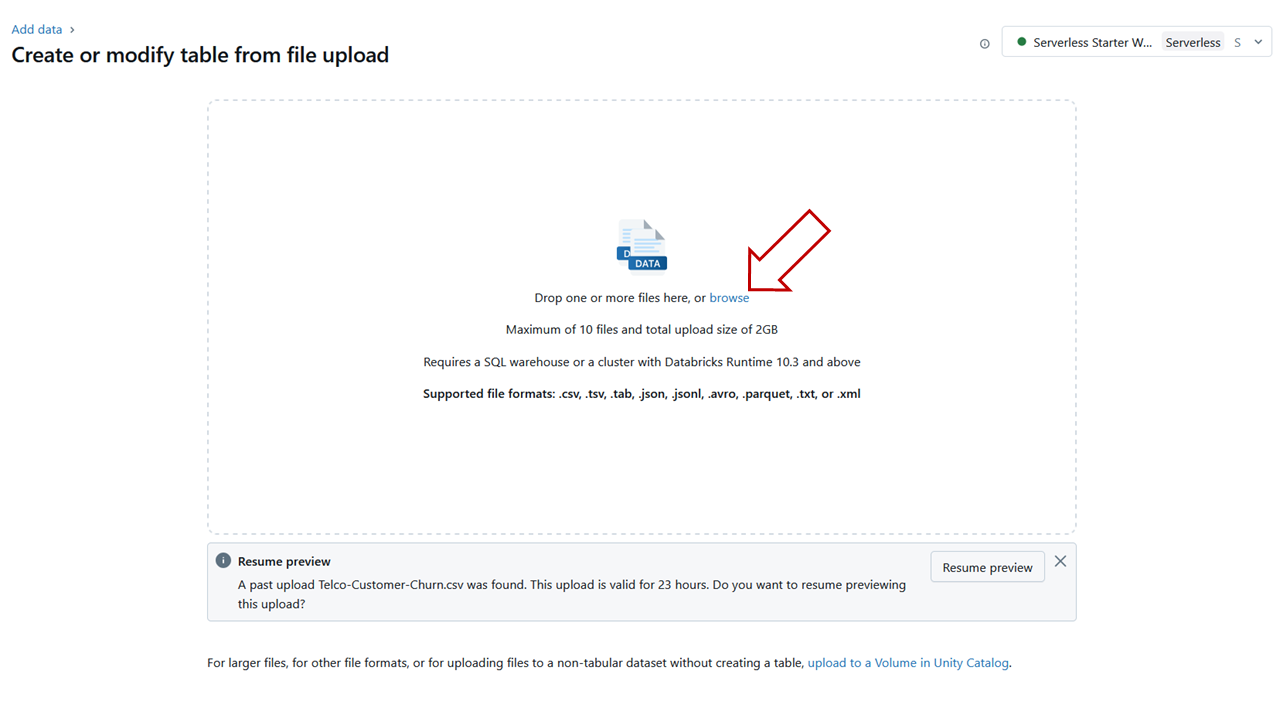 Add data
Create or modify table from file upload
Serverless Starter W... Serverless S
D
DATA
Drop one or more files here, or browse
Maximum of 10 files and total upload size of 2GB
Requires a SQL warehouse or a cluster with Databricks Runtime 10.3 and above
Supported file formats: .csv, .tsv, .tab, .json, .jsonl, .avro, .parquet, .txt, or .xml
Resume preview
A past upload Telco-Customer-Churn.csv was found. This upload is valid for 23 hours. Do you want to resume previewing
this upload?
Resume preview
For larger files, for other file formats, or for uploading files to a non-tabular dataset without creating a table, upload to a Volume in Unity Catalog.